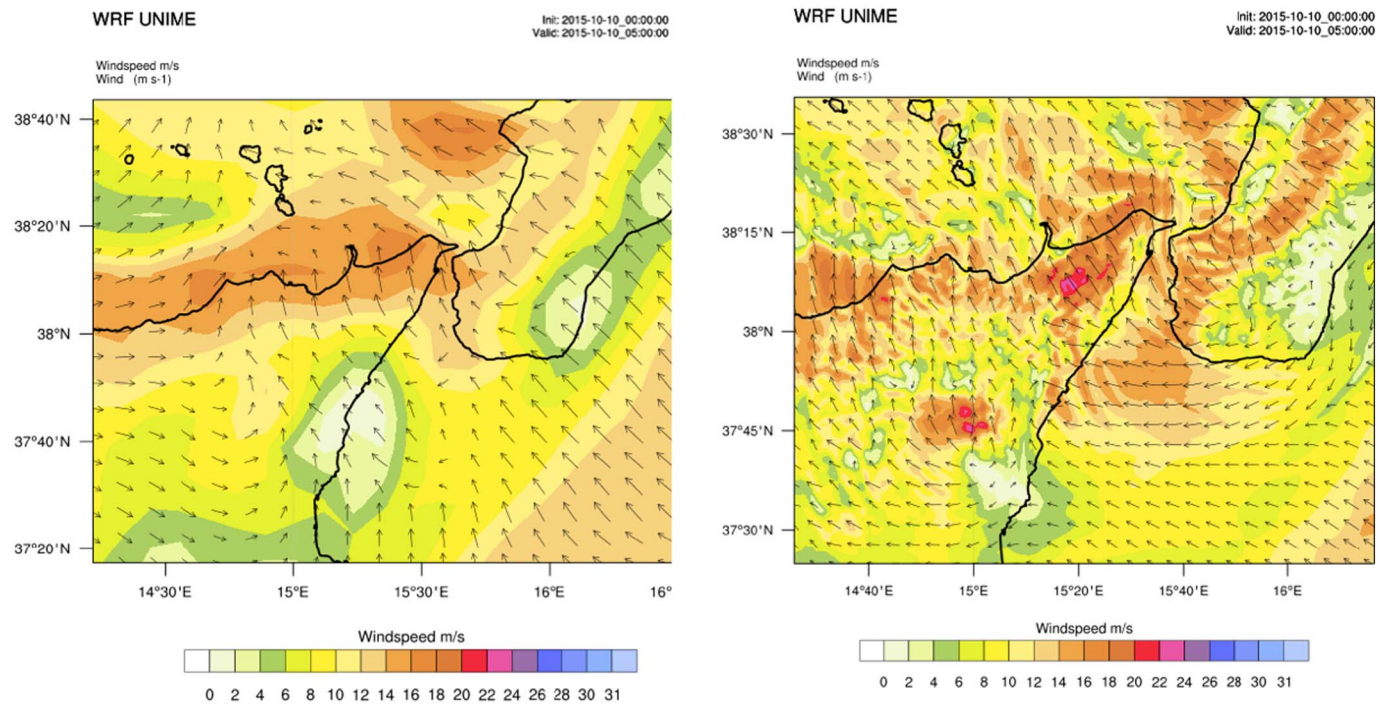 WRF UNIME
Init: 2015-10-10_00:00:00
Valid: 2015-10-10_05:00:00
Windspeed m/s
Wind (m s-1)
38°40'N
38°20'N
38°N
37°40'N
37°20'N
14°30'E
15°E
15°30'E
16°E
16°
Windspeed m/s
0 2 4 6 8 10 12 14 16 18 20 22 24 26 28 30 31
WRF UNIME
Init: 2015-10-10_00:00:00
Valid: 2015-10-10_05:00:00
Windspeed m/s
Wind (m s-1)
38°30'N
38°15'N
38°N
37°45'N
37°30'N
14°40'E
15°E
15°20'E
15°40'E
16°E
Windspeed m/s
0 2 4 6 8 10 12 14 16 18 20 22 24 26 28 30 31